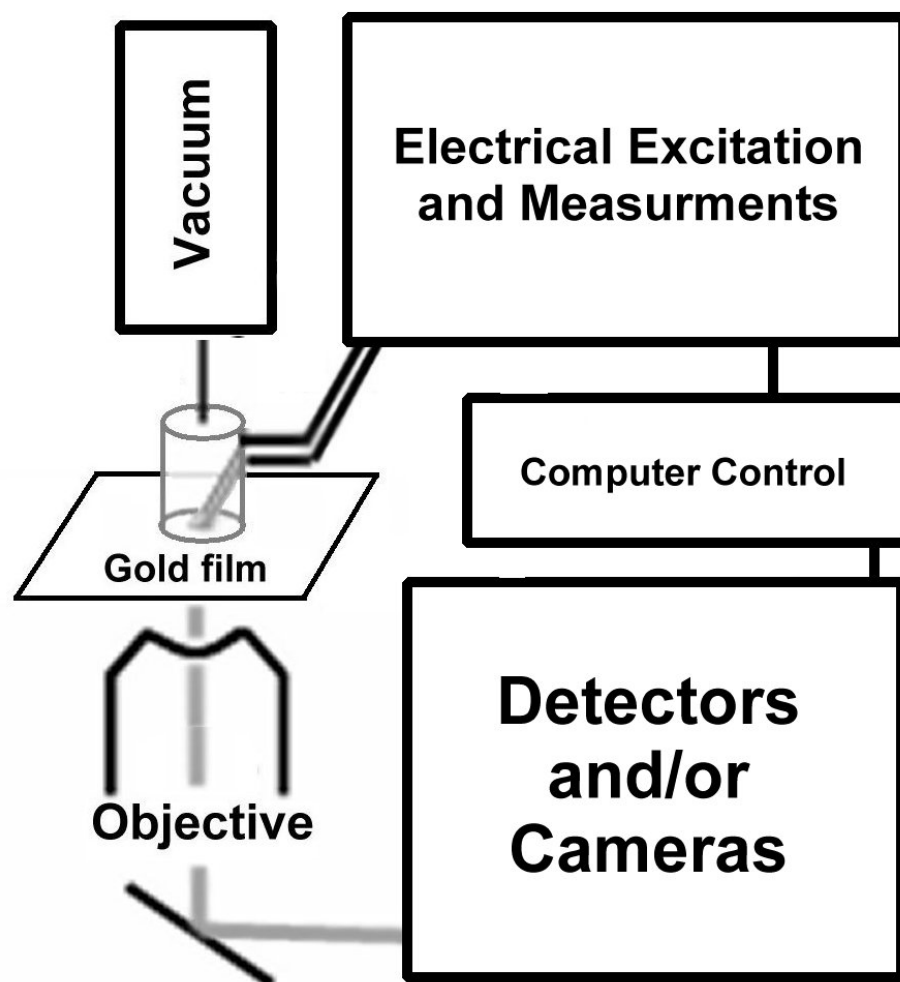 Vacuum
Electrical Excitation
and Measurments
Computer Control
Gold film
Objective
Detectors
and/or
Cameras